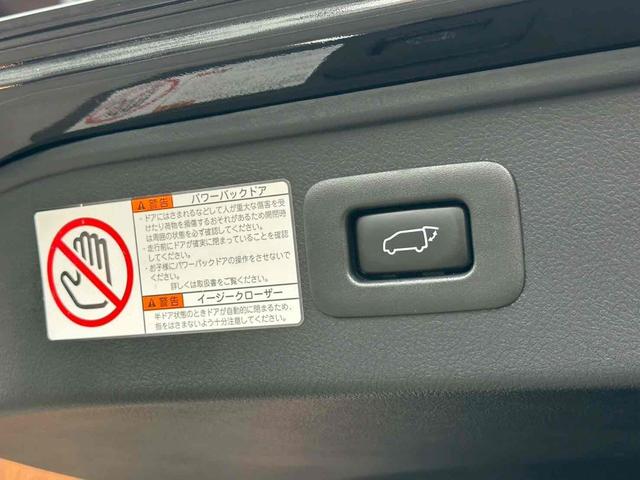 警告 パワーバックドア
・ドアにはさまれるなどして人が重大な傷害を受
けたり荷物を損傷するおそれがあるため開閉時
は周囲の状態を必ず確認してください。
・走行前にドアが確実に閉まっていることを確認
してください。
・お子様にパワーバックドアの操作をさせないで
ください。
詳しくは取扱書をご覧ください。
警告 イージークローザー
半ドア状態のときドアが自動的に閉まるため、
指をはさまないよう十分注意してください。